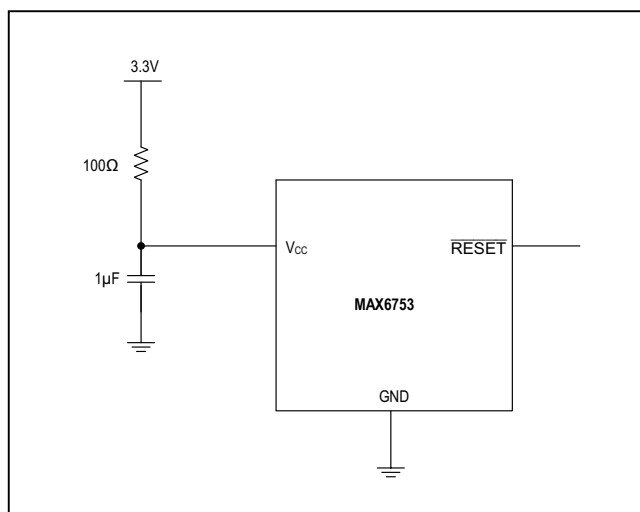 3.3V
100Ω
VCC
RESET
1µF
MAX6753
GND